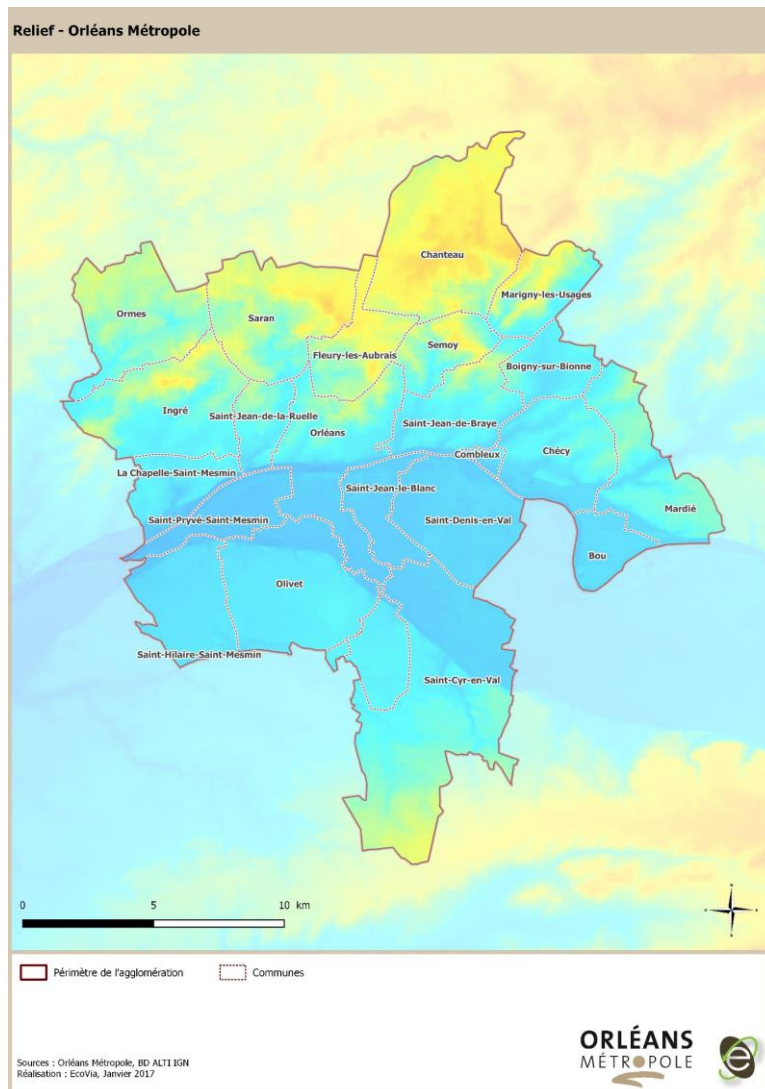 Relief - Orléans Métropole
Chanteau
Marigny-les-Usages
Ormes
Saran
Semoy
Fleury-les-Aubrais
Boigny-sur-Bionne
Ingré
Saint-Jean-de-la-Ruelle
Orléans
Saint-Jean-de-Braye
Combleux
Chécy
La Chapelle-Saint-Mesmin
Saint-Jean-le-Blanc
Mardié
Saint-Pryvé-Saint-Mesmin
Saint-Denis-en-Val
Bou
Olivet
Saint-Hilaire-Saint-Mesmin
Saint-Cyr-en-Val
0 5 10 km
Périmètre de l'agglomération
Communes
Sources : Orléans Métropole, BD ALTI IGN
Réalisation : EcoVia, Janvier 2017
ORLÉANS
MÉTROPOLE